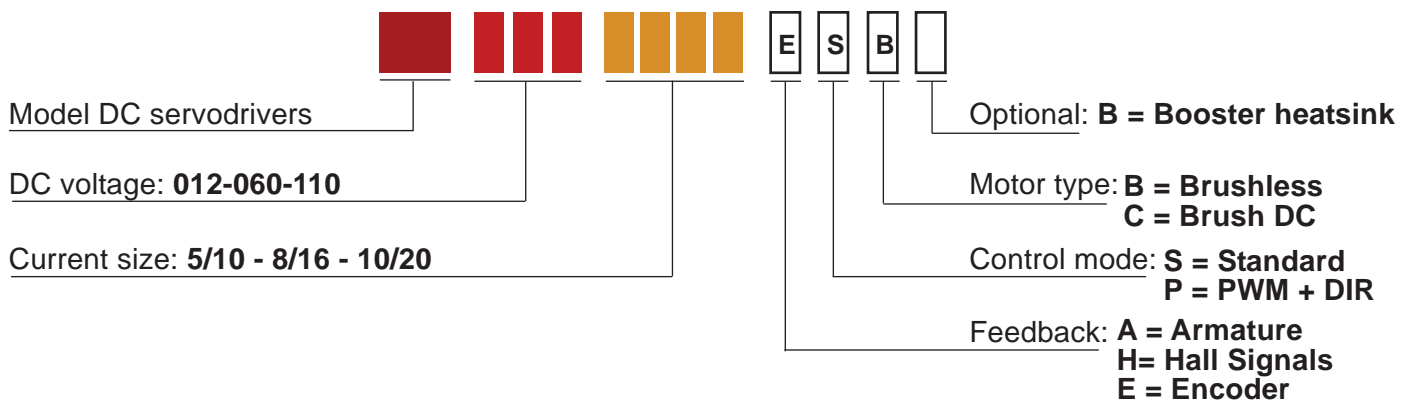 E S B
Model DC servodrivers
Optional: B = Booster heatsink
DC voltage: 012-060-110
Motor type: B = Brushless
C = Brush DC
Current size: 5/10 - 8/16 - 10/20
Control mode: S = Standard
P = PWM + DIR
Feedback: A = Armature
H= Hall Signals
E = Encoder